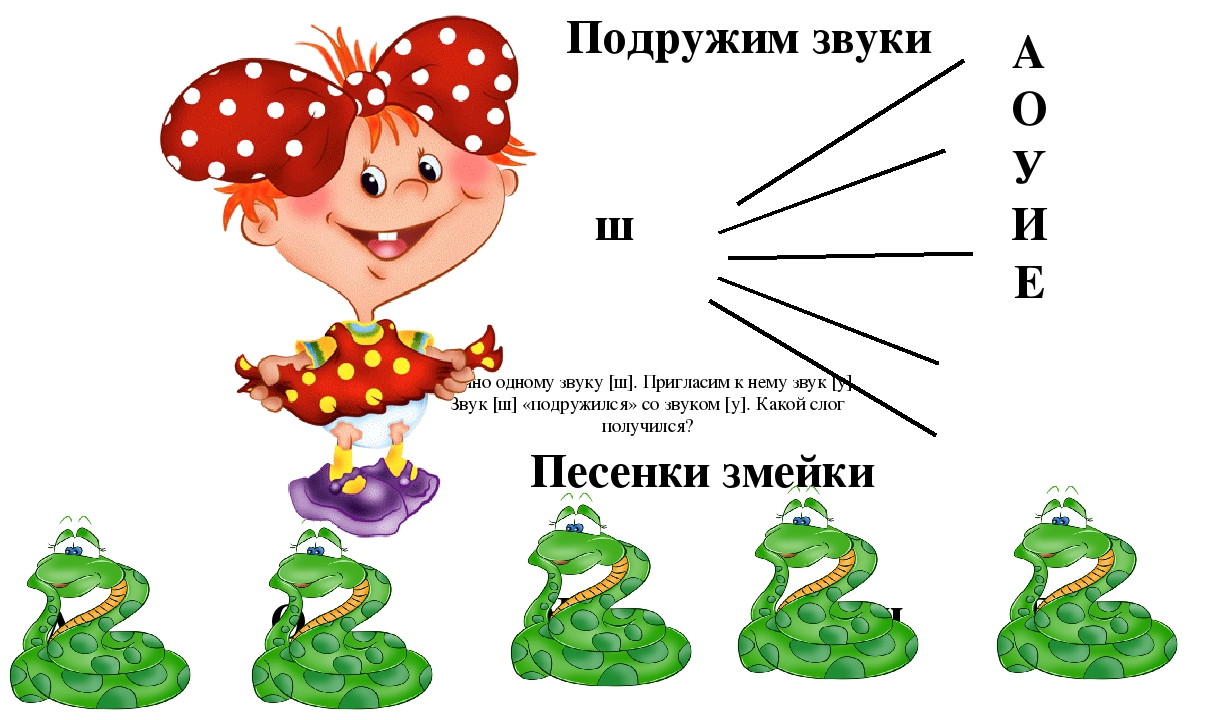 Подружим звуки
А
О
У
И
Е
ш
одному звуку [ш]. Пригласим к нему звук [у]
Звук [ш] «подружился» со звуком [у]. Какой слог
получился?
Песенки змейки
О